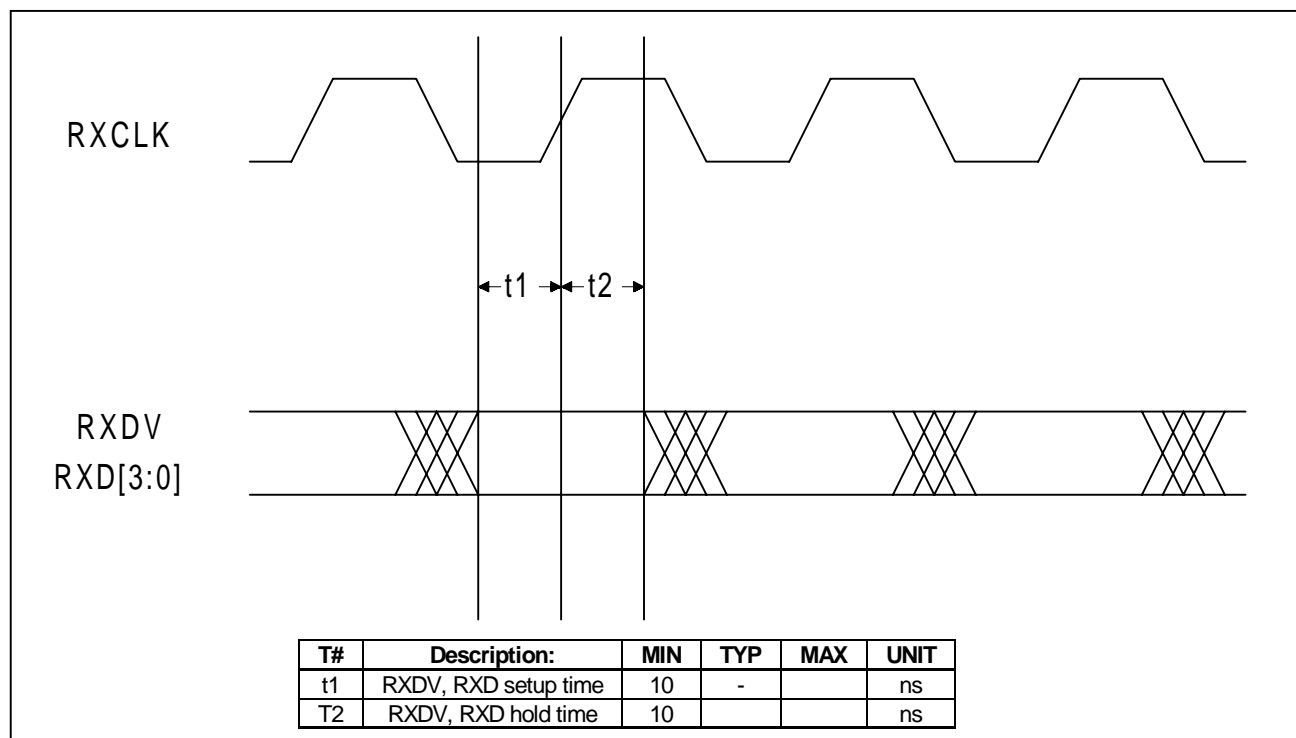 RXCLK
t1 t2
RXDV
RXD[3:0]
T# Description: MIN TYP MAX UNIT
t1 RXDV, RXD setup time 10 - ns
T2 RXDV, RXD hold time 10 ns